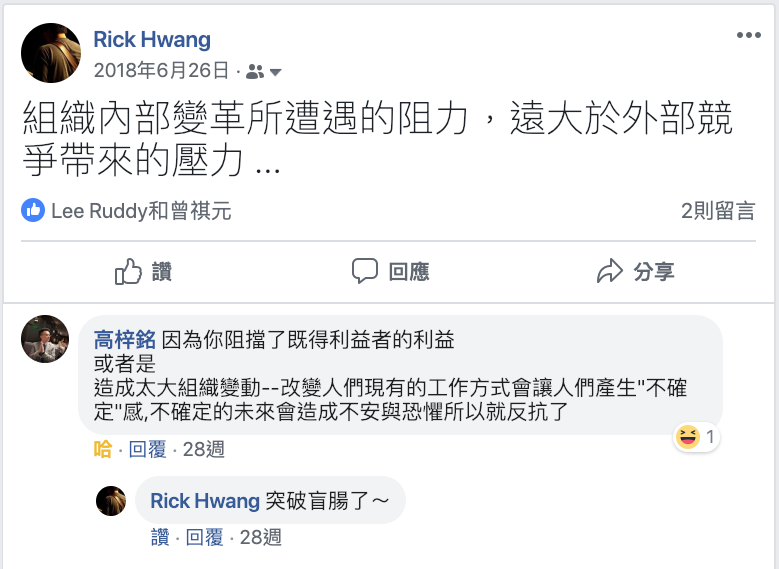 Rick Hwang
2018年6月26日 ·
組織內部變革所遭遇的阻力，遠大於外部競
爭帶來的壓力 ...
Lee Ruddy和曾祺元
2則留言
讚
回應
分享
高梓銘 因為你阻擋了既得利益者的利益
或者是
造成太大組織變動--改變人們現有的工作方式會讓人們產生"不確
定"感,不確定的未來會造成不安與恐懼所以就反抗了
1
哈 · 回覆 · 28週
Rick Hwang 突破盲腸了～
讚 · 回覆 · 28週